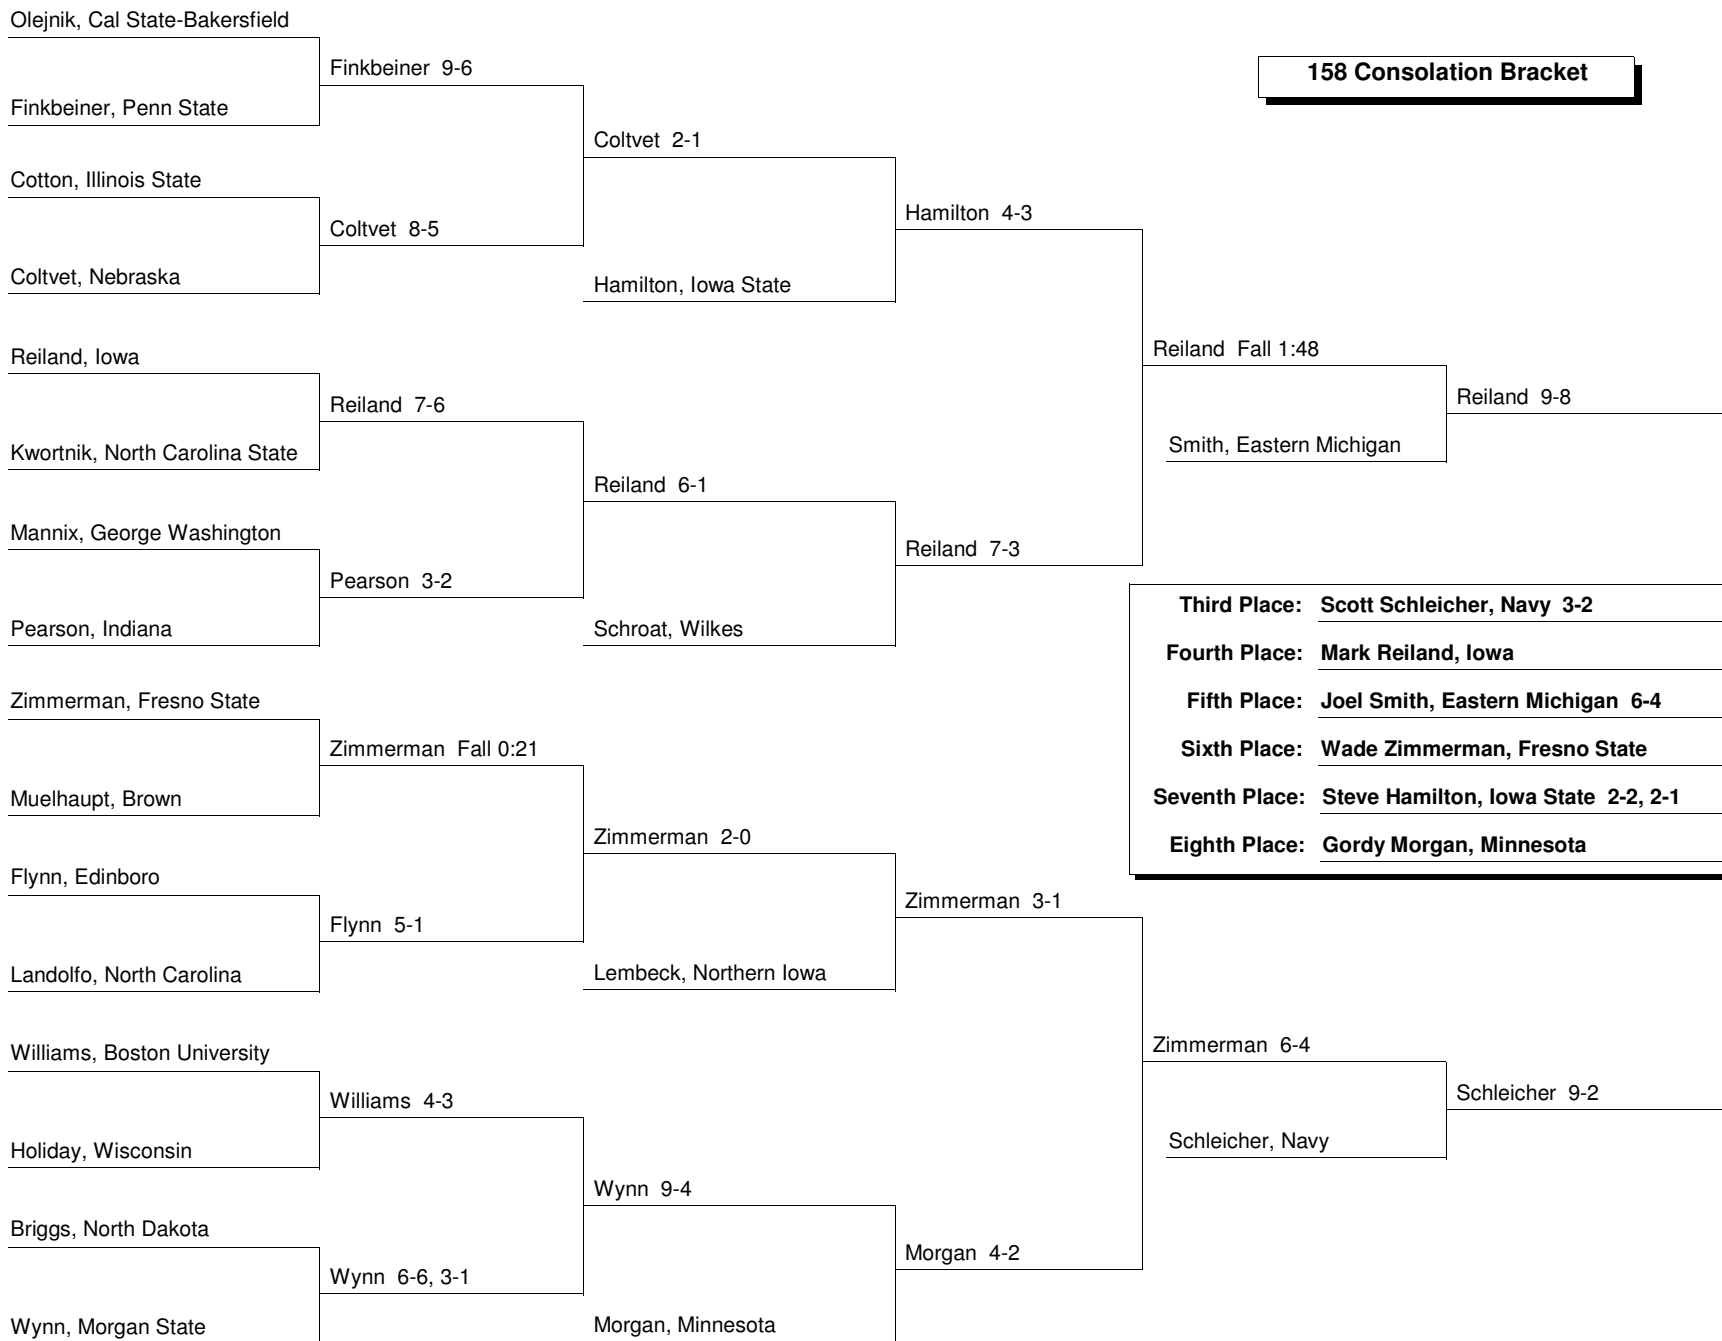 Olejnik, Cal State-Bakersfield
Finkbeiner 9-6
158 Consolation Bracket
Finkbeiner, Penn State
Coltvet 2-1
Cotton, Illinois State
Hamilton 4-3
Coltvet 8-5
Coltvet, Nebraska
Hamilton, Iowa State
Reiland, Iowa
Reiland Fall 1:48
Reiland 7-6
Reiland 9-8
Kwortnik, North Carolina State
Smith, Eastern Michigan
Reiland 6-1
Mannix, George Washington
Reiland 7-3
Pearson 3-2
Third Place: Scott Schleicher, Navy 3-2
Pearson, Indiana
Schroat, Wilkes
Fourth Place: Mark Reiland, Iowa
Zimmerman, Fresno State
Fifth Place: Joel Smith, Eastern Michigan 6-4
Zimmerman Fall 0:21
Sixth Place: Wade Zimmerman, Fresno State
Muelhaupt, Brown
Seventh Place: Steve Hamilton, Iowa State 2-2, 2-1
Zimmerman 2-0
Eighth Place: Gordy Morgan, Minnesota
Flynn, Edinboro
Zimmerman 3-1
Flynn 5-1
Landolfo, North Carolina
Lembeck, Northern Iowa
Williams, Boston University
Zimmerman 6-4
Williams 4-3
Schleicher 9-2
Holiday, Wisconsin
Schleicher, Navy
Wynn 9-4
Briggs, North Dakota
Morgan 4-2
Wynn 6-6, 3-1
Wynn, Morgan State
Morgan, Minnesota